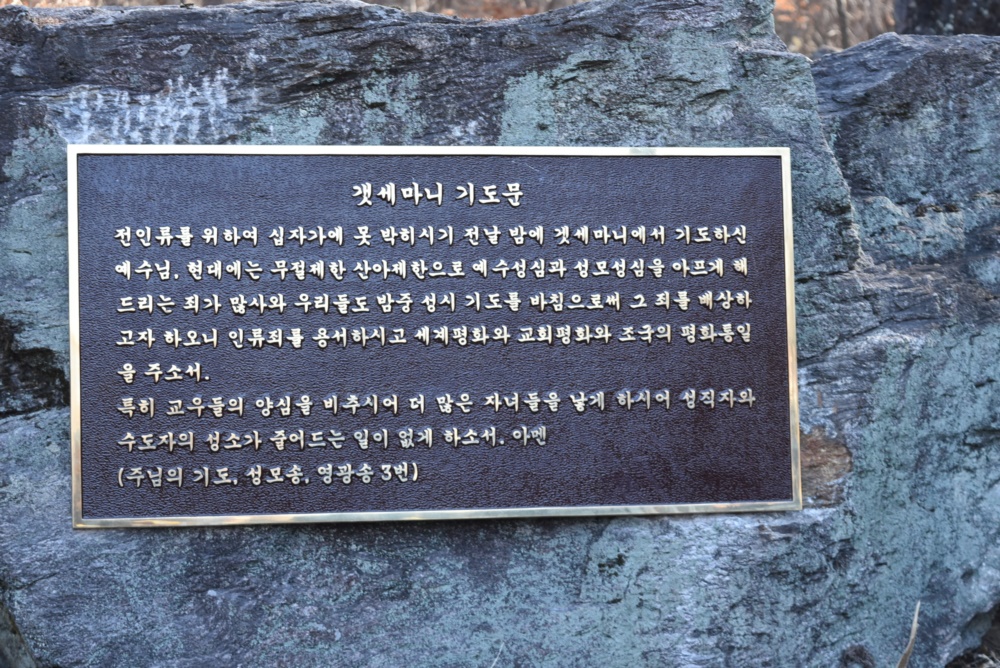 갯세마니 기도문
전인류를 위하여 십자가에 못 박히시기 전날 밤에 겟세마니에서 기도하신
예수님, 현대에는 무절제한 산아제한으로 예수성심과 성모성심을 아프게 해
드리는 죄가 많사와 우리들도 밤중 성시 기도를 바침으로써 그 죄를 배상하
고자 하오니 인류죄를 용서하시고 세계평화와 교회평화와 조국의 평화통일
을 주소서.
특히 교우들의 양심을 비추시어 더 많은 자녀들을 낳게 하시어 성직자와
수도자의 성소가 줄어드는 일이 없게 하소서. 아멘
(주님의 기도, 성모송, 영광송 3번)